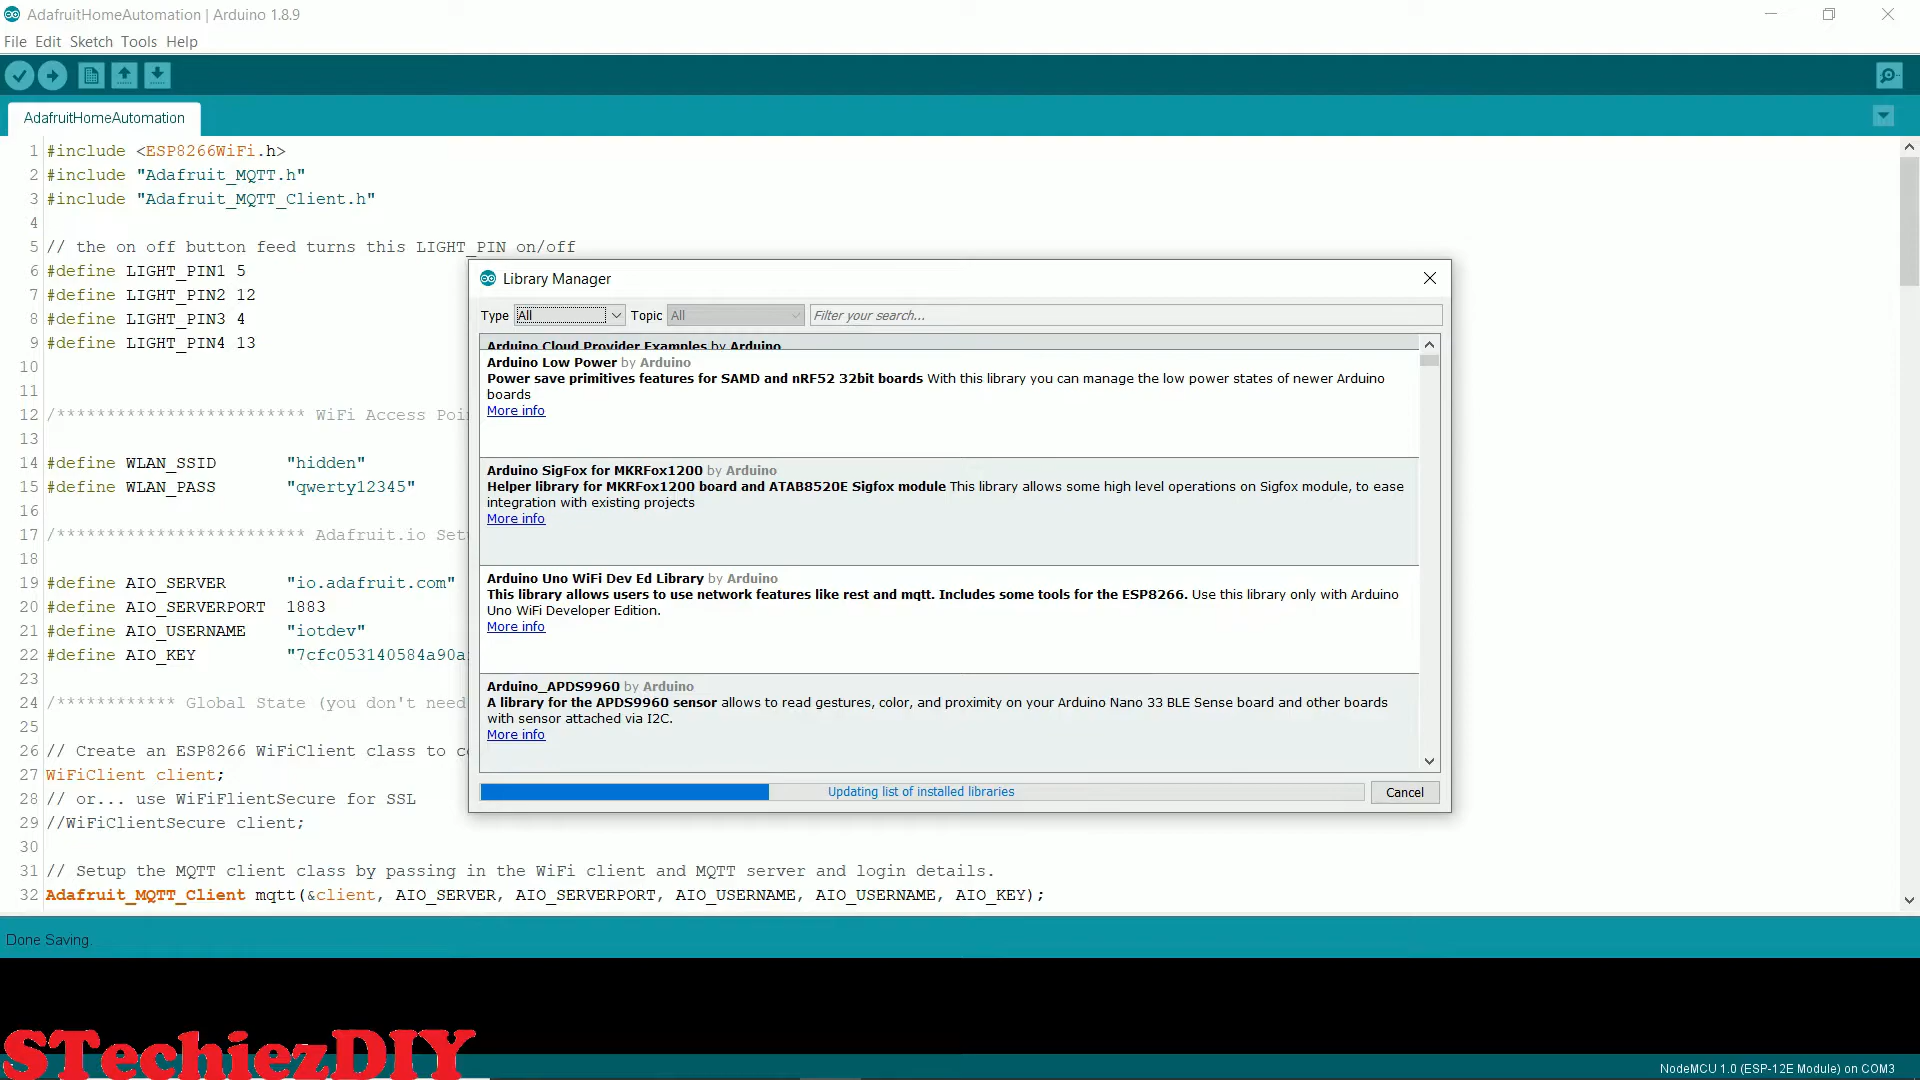 AdafruitHomeAutomation | Arduino 1.8.9
File Edit Sketch Tools Help
AdafruitHomeAutomation
1 #include <ESP8266WiFi.h>
2 #include "Adafruit_MQTT.h"
3 #include "Adafruit_MQTT_Client.h"
4
5 // the on off button feed turns this LIGHT_PIN on/off
6 #define LIGHT_PIN1 5
7 #define LIGHT_PIN2 12
8 #define LIGHT_PIN3 4
9 #define LIGHT_PIN4 13
10
11
12 /************************* WiFi Access Poi
13
14 #define WLAN_SSID "hidden"
15 #define WLAN_PASS "qwerty12345"
16
17 /************************* Adafruit.io Set
18
19 #define AIO_SERVER "io.adafruit.com"
20 #define AIO_SERVERPORT 1883
21 #define AIO_USERNAME "iotdev"
22 #define AIO_KEY "7cfc053140584a90a
23
24 /************ Global State (you don't need
25
26 // Create an ESP8266 WiFiClient class to c
27 WiFiClient client;
28 // or... use WiFiFlientSecure for SSL
29 //WiFiClientSecure client;
30
31 // Setup the MQTT client class by passing in the WiFi client and MQTT server and login details.
32 Adafruit_MQTT_Client mqtt(&client, AIO_SERVER, AIO_SERVERPORT, AIO_USERNAME, AIO_USERNAME, AIO_KEY);
Library Manager
Type All Topic All Filter your search...
Arduino Cloud Provider Examples by Arduino
Arduino Low Power by Arduino
Power save primitives features for SAMD and nRF52 32bit boards With this library you can manage the low power states of newer Arduino
boards
More info
Arduino SigFox for MKRFox1200 by Arduino
Helper library for MKRFox1200 board and ATAB8520E Sigfox module This library allows some high level operations on Sigfox module, to ease
integration with existing projects
More info
Arduino Uno WiFi Dev Ed Library by Arduino
This library allows users to use network features like rest and mqtt. Includes some tools for the ESP8266. Use this library only with Arduino
Uno WiFi Developer Edition.
More info
Arduino_APDS9960 by Arduino
A library for the APDS9960 sensor allows to read gestures, color, and proximity on your Arduino Nano 33 BLE Sense board and other boards
with sensor attached via I2C.
More info
Updating list of installed libraries
Cancel
Done Saving.
STechiezDIY
NodeMCU 1.0 (ESP-12E Module) on COM3